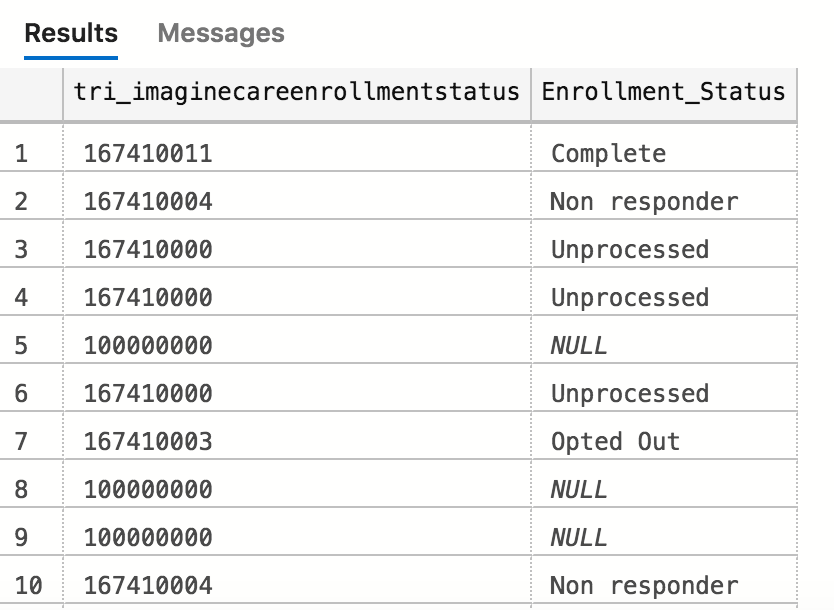 Results Messages
tri_imaginecareenrollmentstatus Enrollment_Status
1 167410011 Complete
2 167410004 Non responder
3 167410000 Unprocessed
4 167410000 Unprocessed
5 100000000 NULL
6 167410000 Unprocessed
7 167410003 Opted Out
8 100000000 NULL
9 100000000 NULL
10 167410004 Non responder